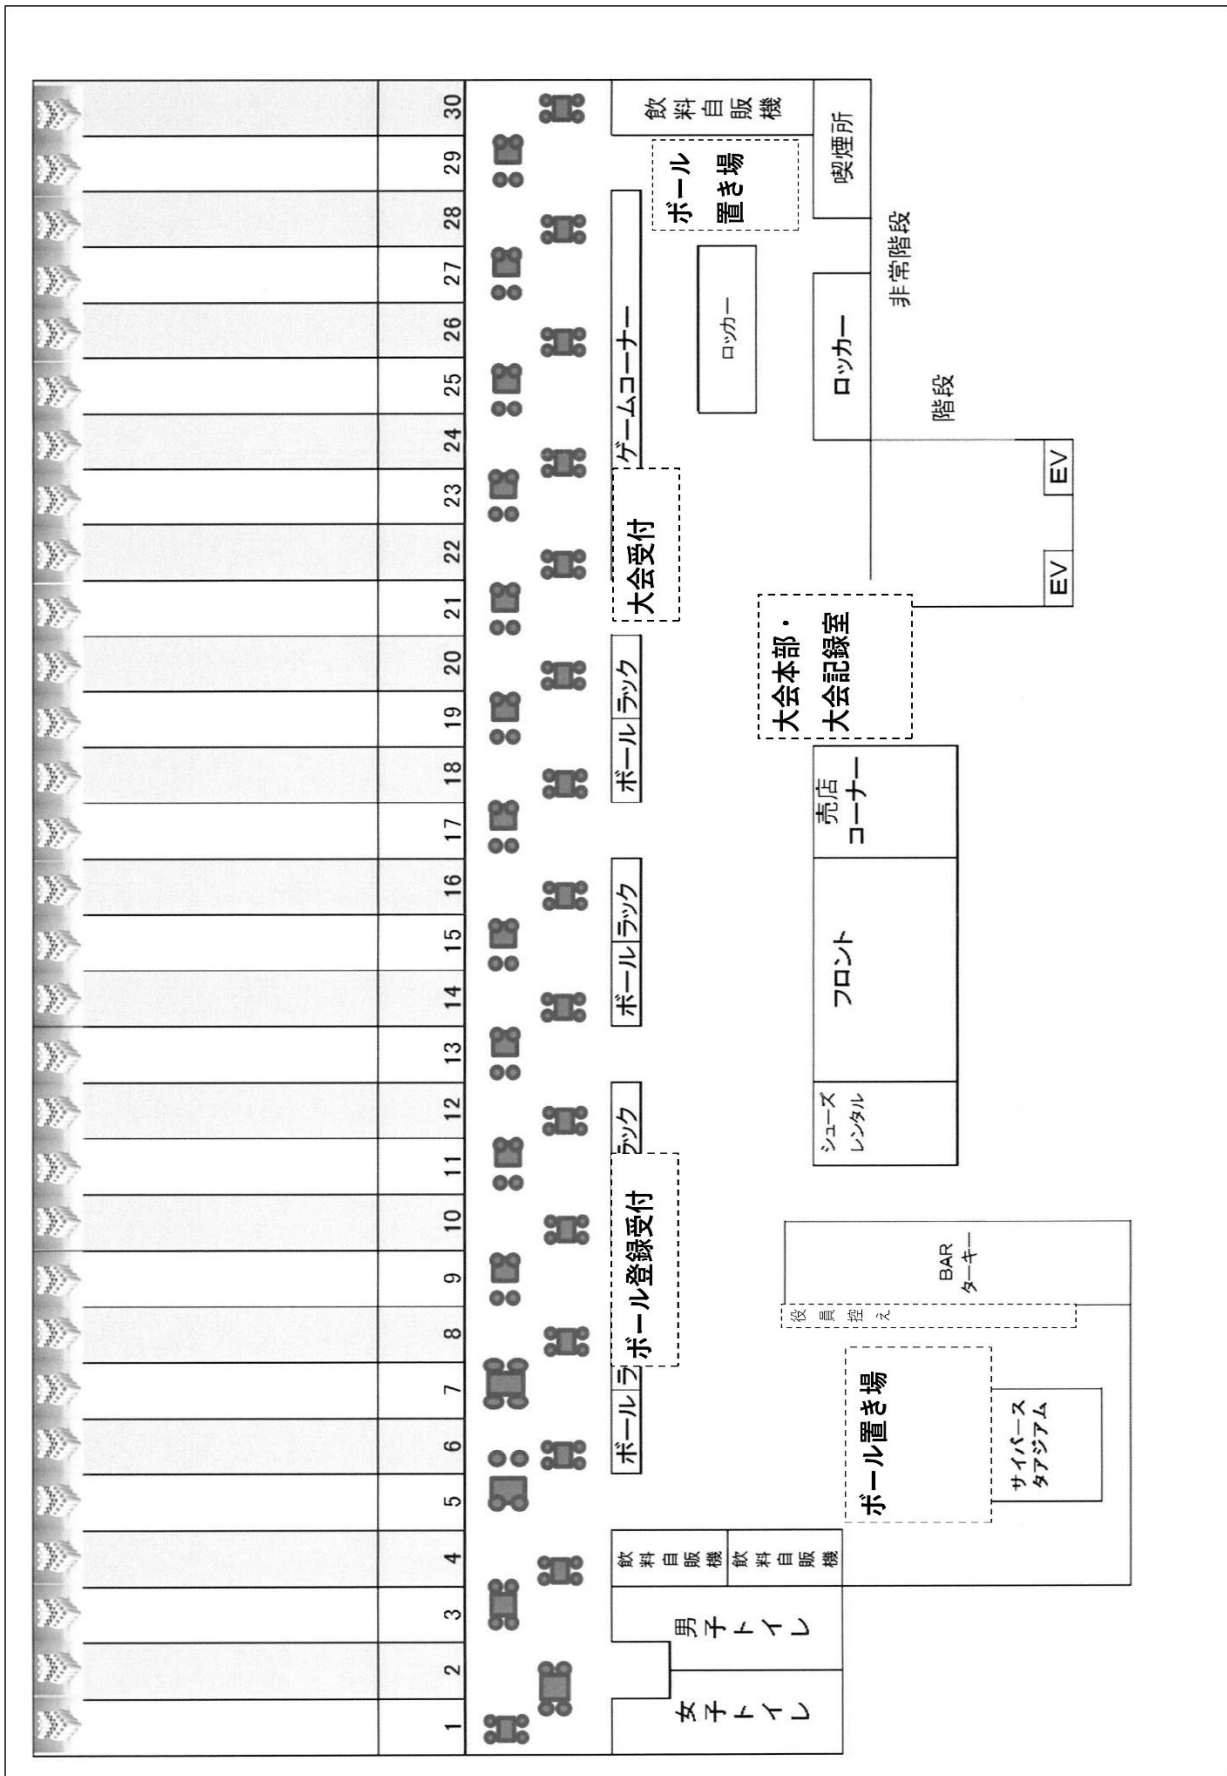 1
2
3
4
5
6
7
8
9
10
11
12
13
14
15
16
17
18
19
20
21
22
23
24
25
26
27
28
29
30
女子トイレ
男子トイレ
飲料自販機
飲料自販機
ボール
ラ
ボール登録受付
ラック
ボール
ラック
ボール
ラック
大会受付
ゲームコーナー
ボール
置き場
飲料自販機
ロッカー
サイバース
タアジアム
ボール置き場
役員控え
BAR
ターキー
シューズ
レンタル
フロント
売店
コーナー
大会本部・
大会記録室
EV
EV
階段
ロッカー
非常階段
喫煙所